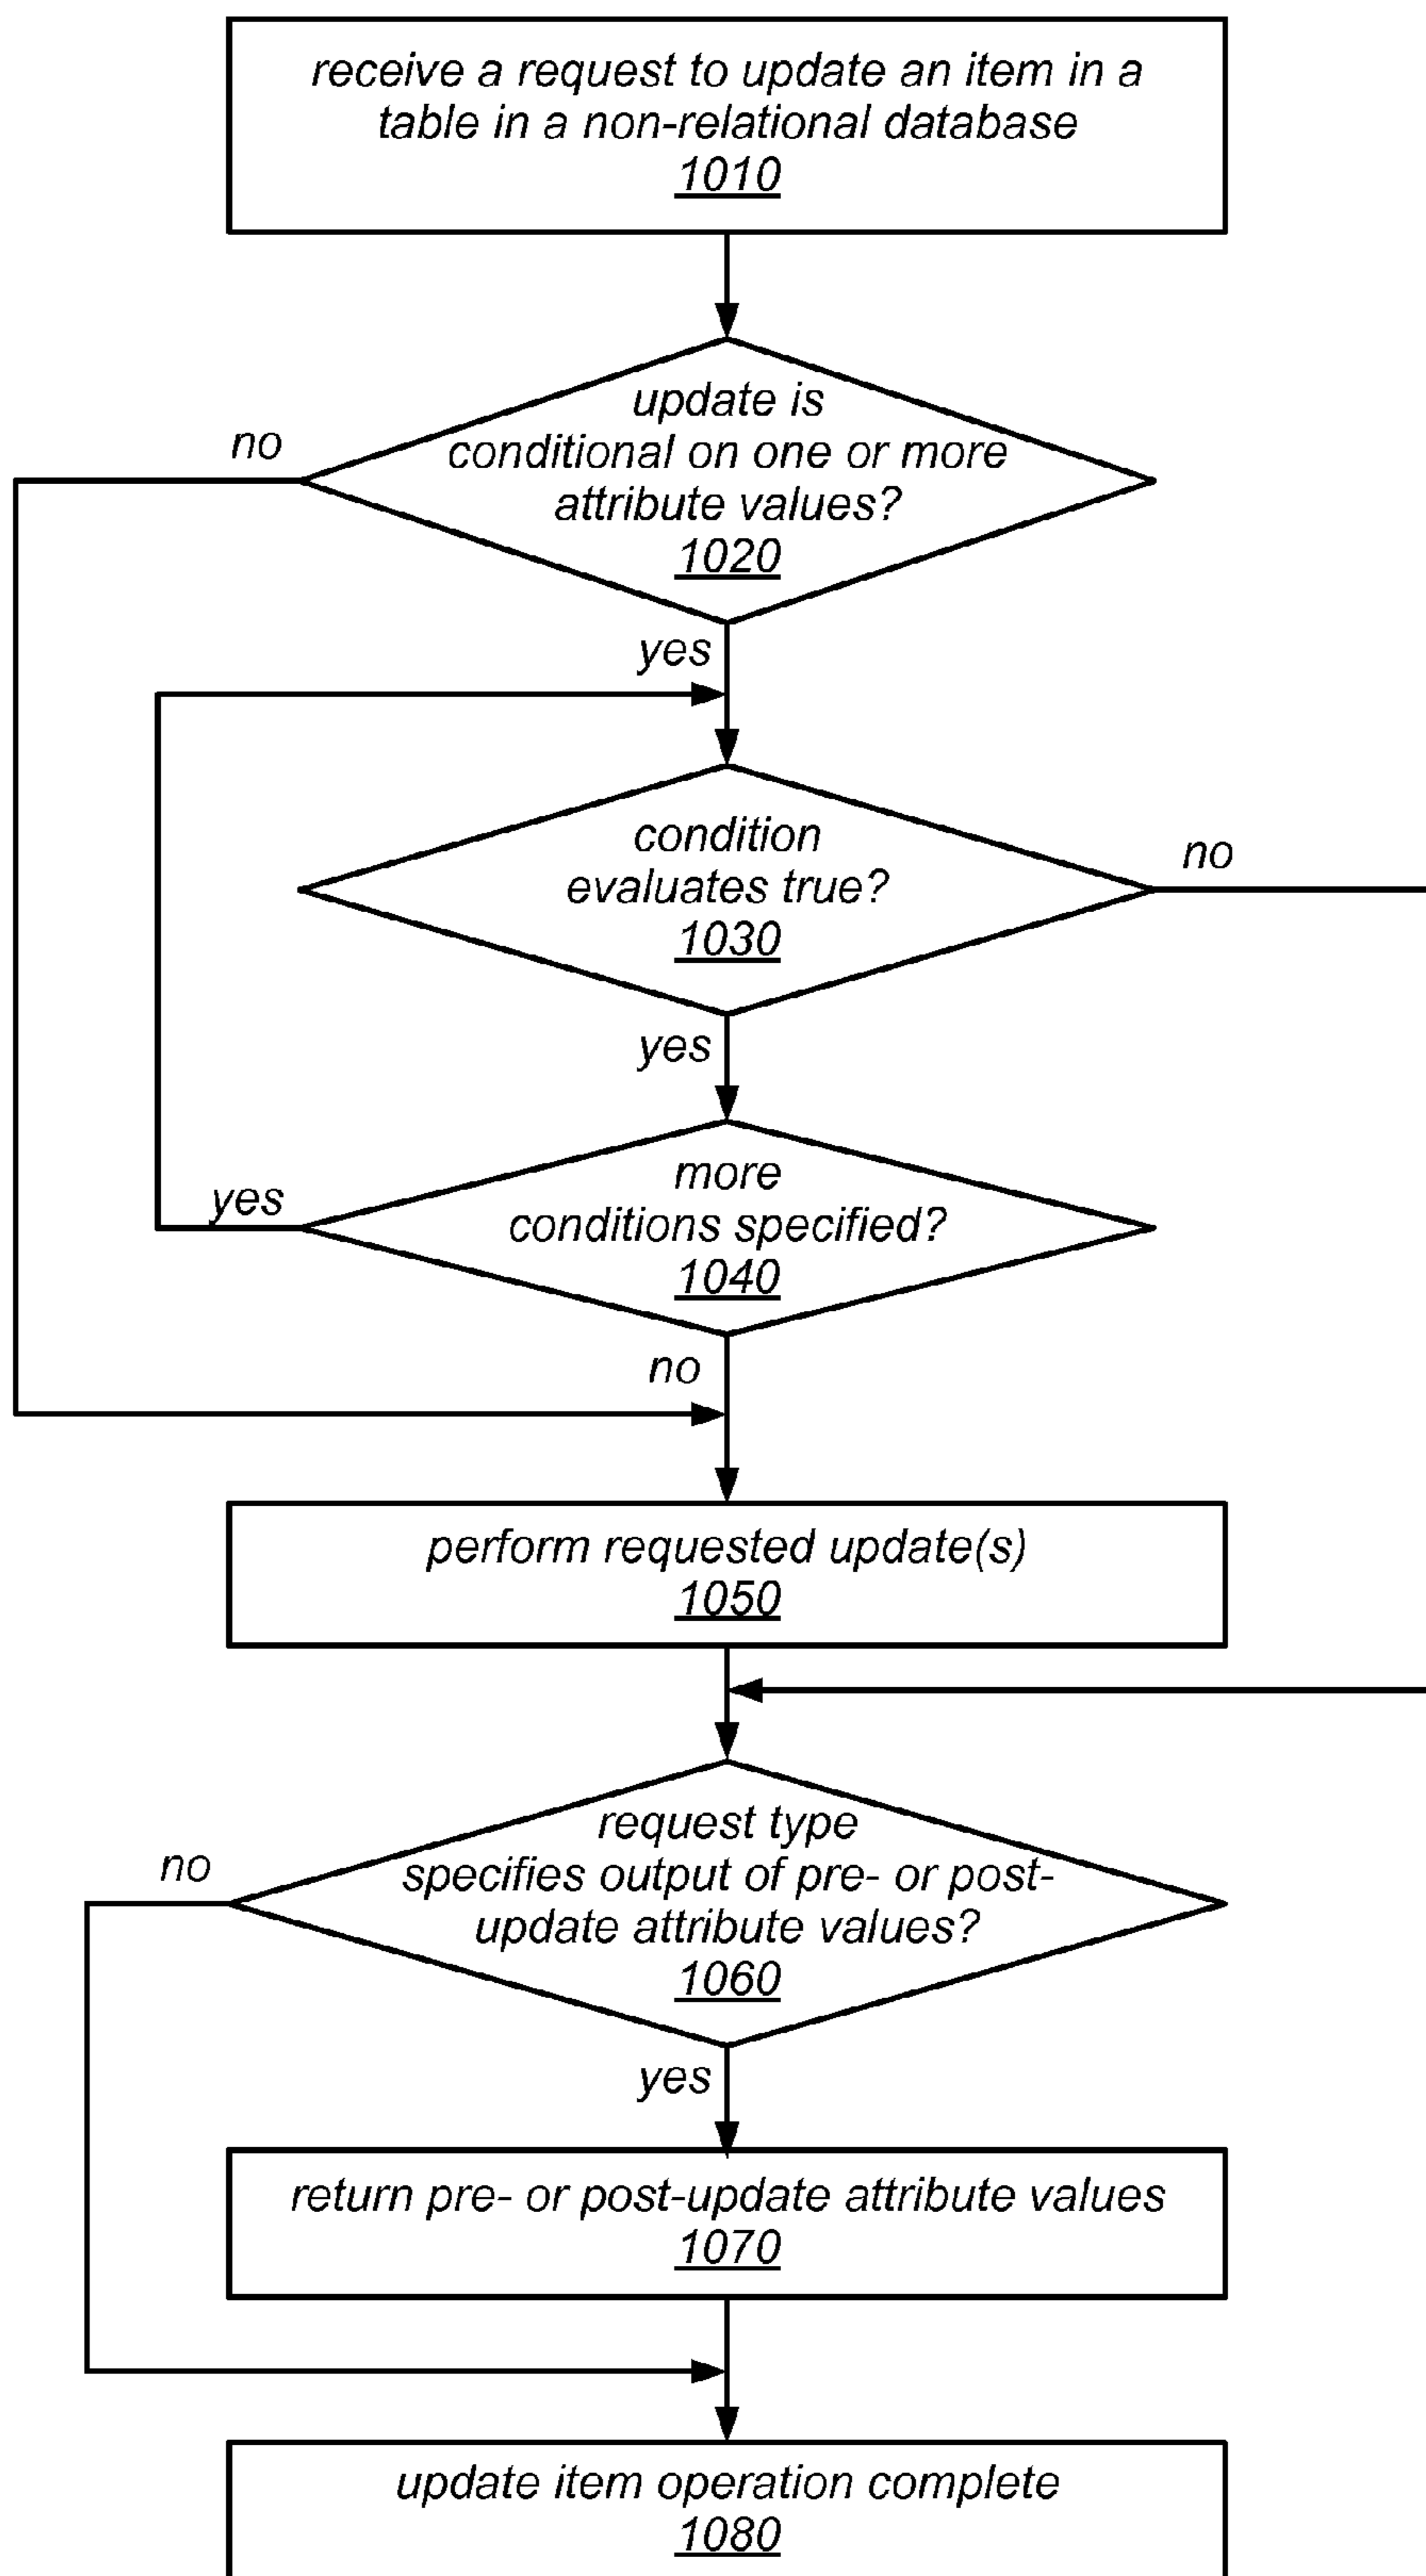 receive a request to update an item in a
table in a non-relational database
1010
update is
conditional on one or more
attribute values?
1020
no
yes
condition
evaluates true?
1030
no
yes
more
conditions specified?
1040
yes
no
perform requested update(s)
1050
request type
specifies output of pre- or post-
update attribute values?
1060
no
yes
return pre- or post-update attribute values
1070
update item operation complete
1080